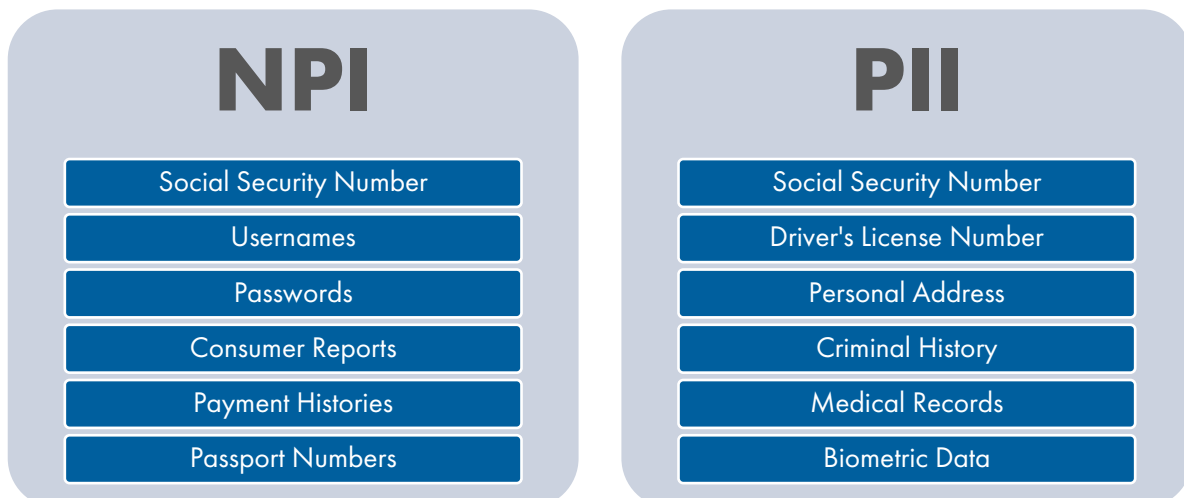 NPI
Social Security Number
Usernames
Passwords
Consumer Reports
Payment Histories
Passport Numbers
PII
Social Security Number
Driver's License Number
Personal Address
Criminal History
Medical Records
Biometric Data